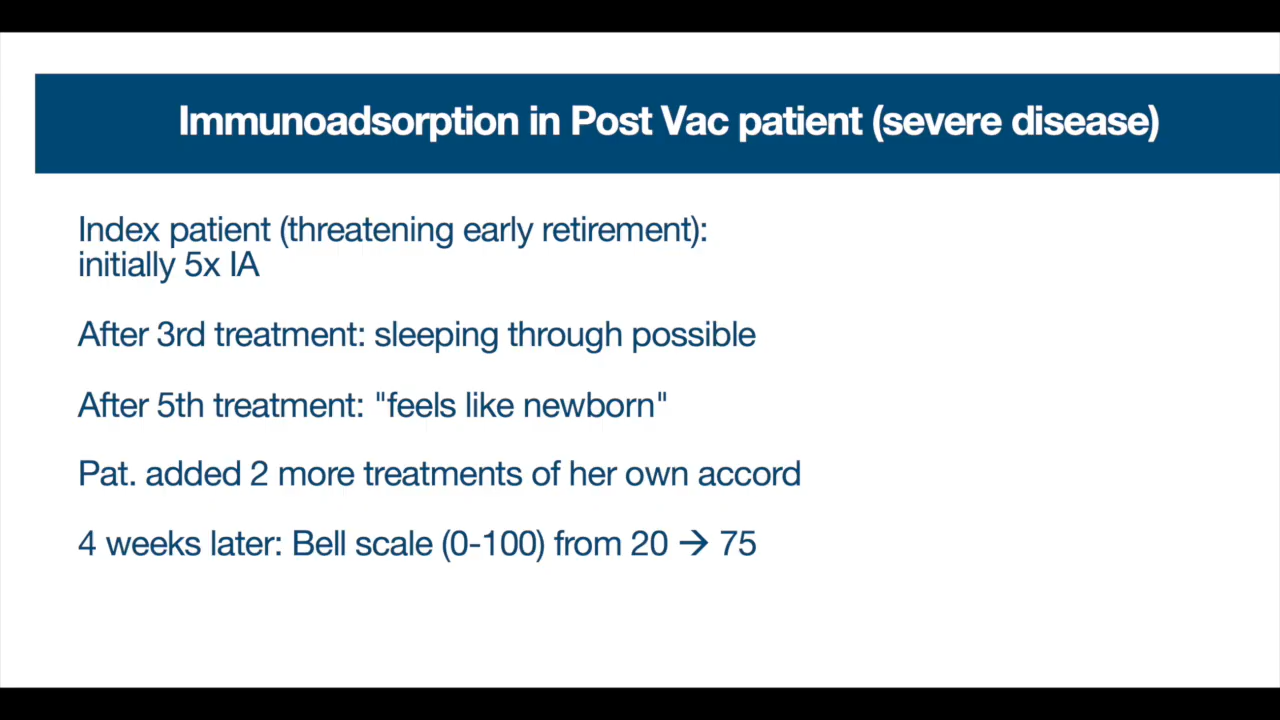 Immunoadsorption in Post Vac patient (severe disease)
Index patient (threatening early retirement):
initially 5x IA
After 3rd treatment: sleeping through possible
After 5th treatment: "feels like newborn"
Pat. added 2 more treatments of her own accord
4 weeks later: Bell scale (0-100) from 20 → 75